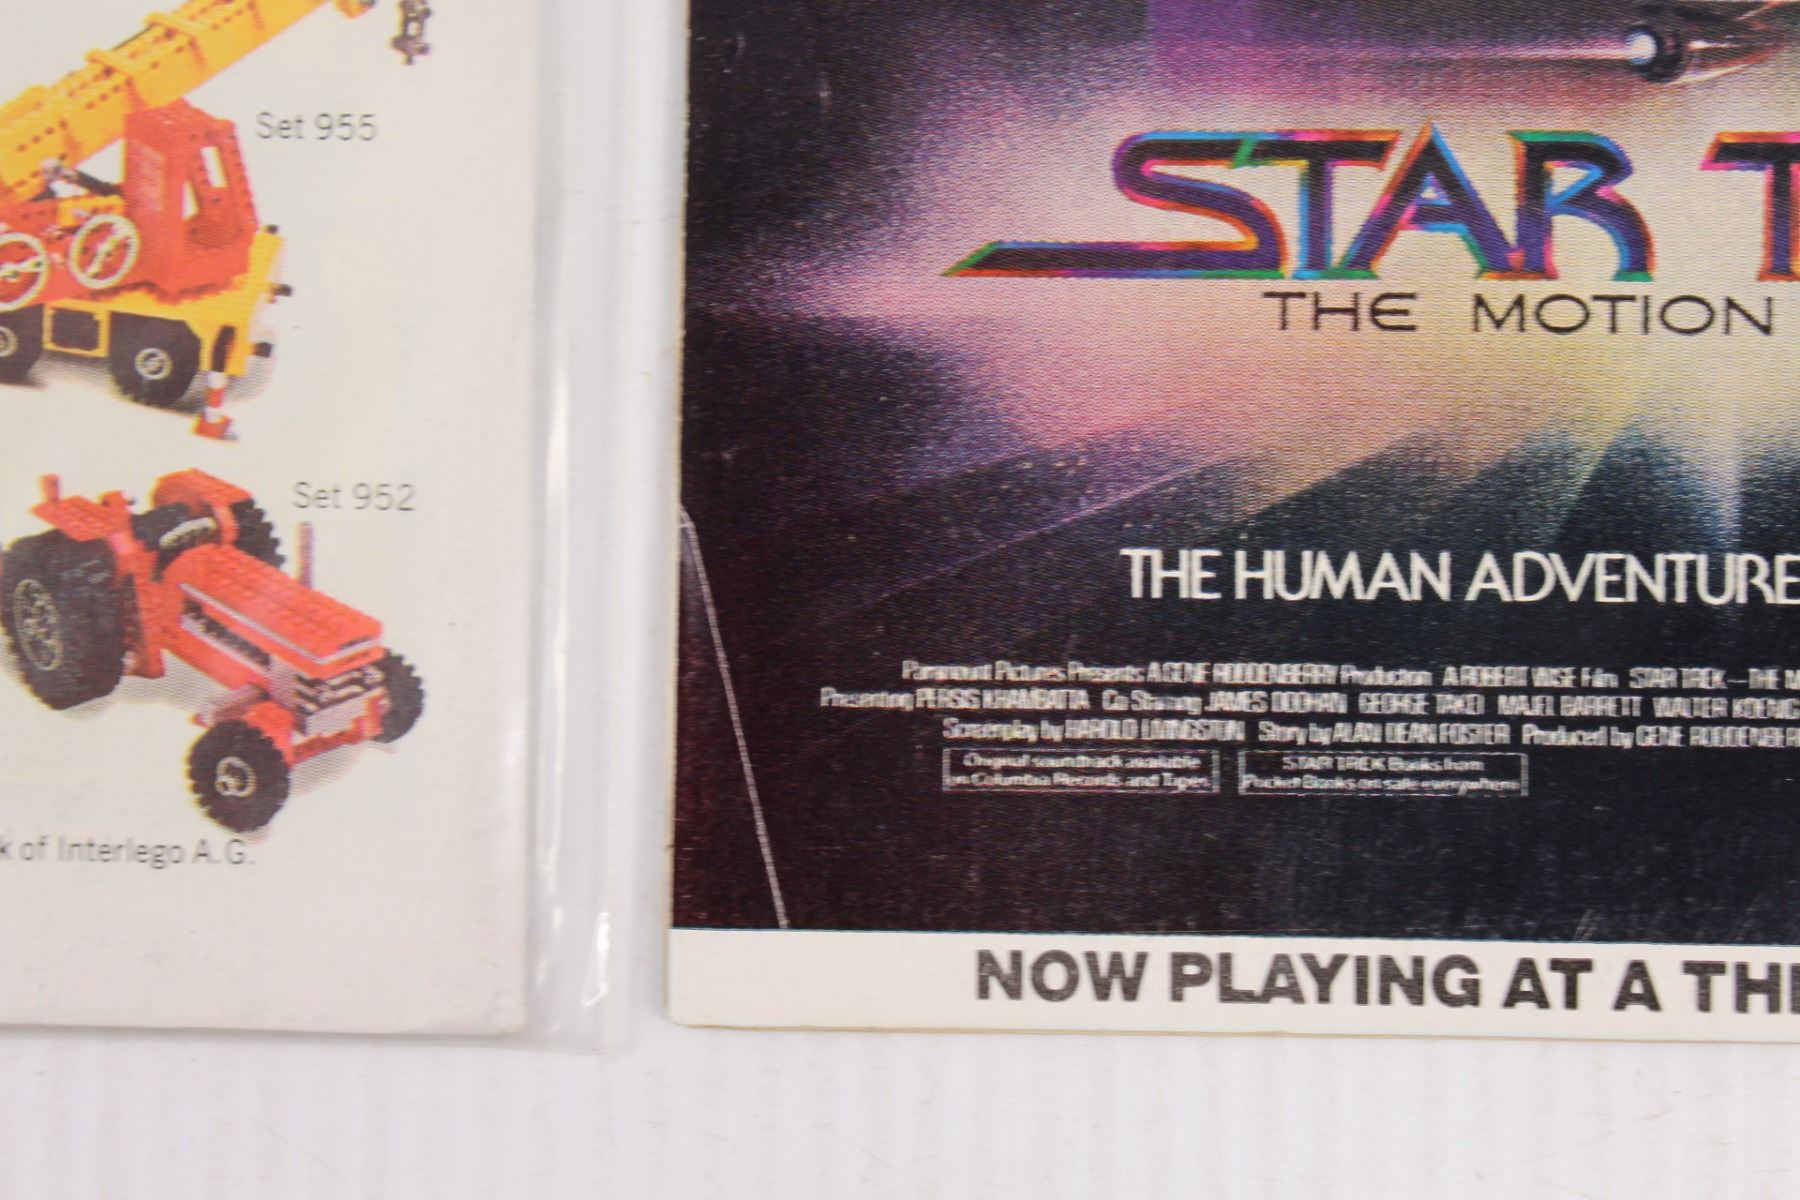 Set 955
Set 952
k of Interlego A.G.
STAR T
THE MOTION
THE HUMAN ADVENTURE
Paramount Pictures Presents A GENE RODDENBERRY Production A ROBERT WISE Film STAR TREK—THE M
Presenting PERSIS KHAMBATTA Co Starring JAMES DOOHAN GEORGE TAKEI MAJEL BARRETT WALTER KOENIG
Screenplay by HAROLD LIVINGSTON Story by ALAN DEAN FOSTER Produced by GENE RODDENBER
Original soundtrack available
on Columbia Records and Tapes
STAR TREK Books from
Pocket Books on sale everywhere
NOW PLAYING AT A THE